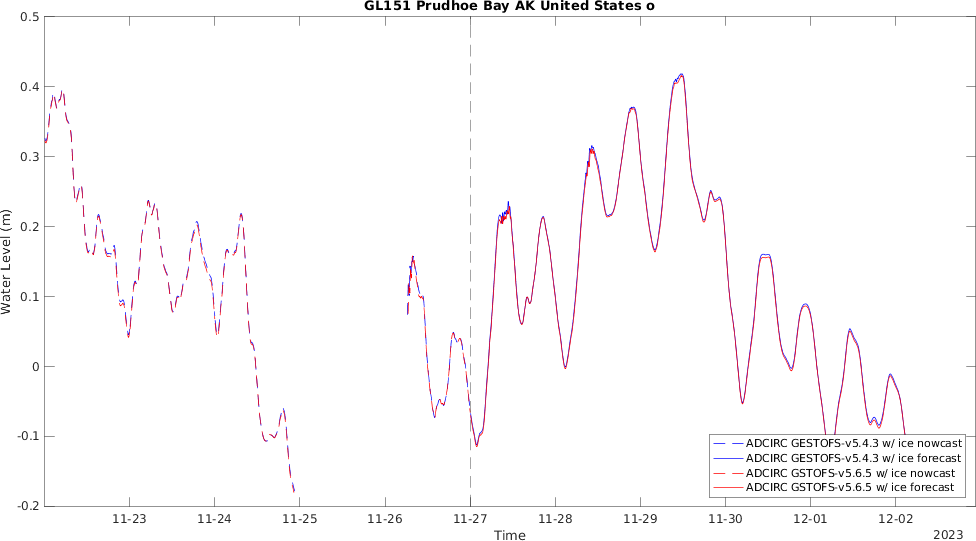 GL151 Prudhoe Bay AK United States o
Water Level (m)
0.5
0.4
0.3
0.2
0.1
0
-0.1
-0.2
ADCIRC GESTOFS-v5.4.3 w/ ice nowcast
ADCIRC GESTOFS-v5.4.3 w/ ice forecast
ADCIRC GSTOFS-v5.6.5 w/ ice nowcast
ADCIRC GSTOFS-v5.6.5 w/ ice forecast
11-23 11-24 11-25 11-26 11-27 11-28 11-29 11-30 12-01 12-02
Time
2023